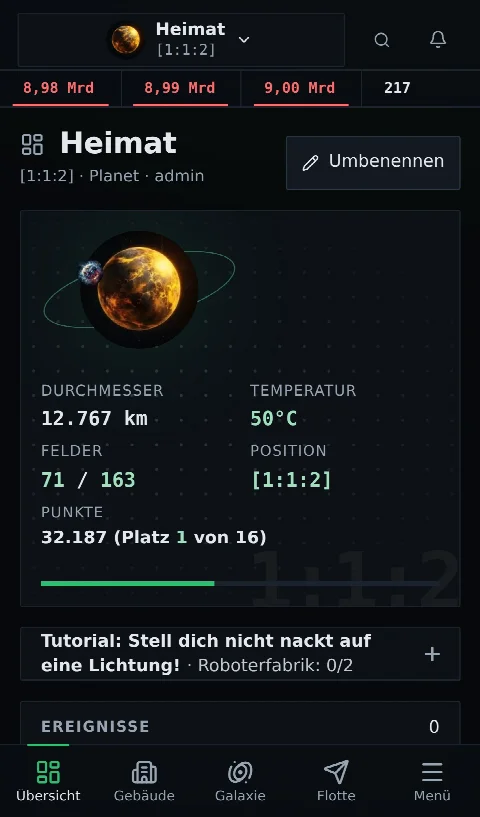 Heimat
[1:1:2]
8,98 Mrd
8,99 Mrd
9,00 Mrd
217
Heimat
[1:1:2] · Planet · admin
Umbenennen
DURCHMESSER
12.767 km
TEMPERATUR
50°C
FELDER
71 / 163
POSITION
[1:1:2]
PUNKTE
32.187 (Platz 1 von 16)
1:1:2
Tutorial: Stell dich nicht nackt auf
eine Lichtung! · Roboterfabrik: 0/2
EREIGNISSE
0
Übersicht
Gebäude
Galaxie
Flotte
Menü